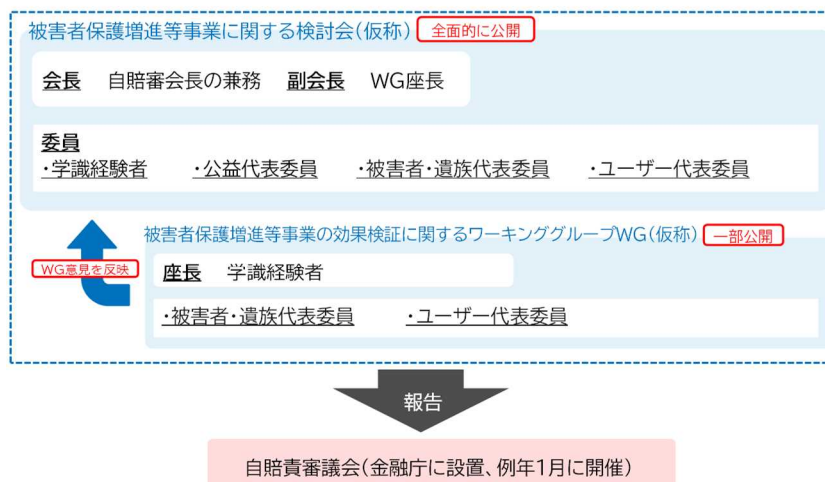 被害者保護増進等事業に関する検討会(仮称) 全面的に公開
会長 自賠審会長の兼務 副会長 WG座長
委員
・学識経験者 ・公益代表委員 ・被害者・遺族代表委員 ・ユーザー代表委員
被害者保護増進等事業の効果検証に関するワーキンググループWG(仮称) 一部公開
WG意見を反映
座長 学識経験者
・被害者・遺族代表委員 ・ユーザー代表委員
報告
自賠責審議会(金融庁に設置、例年1月に開催)